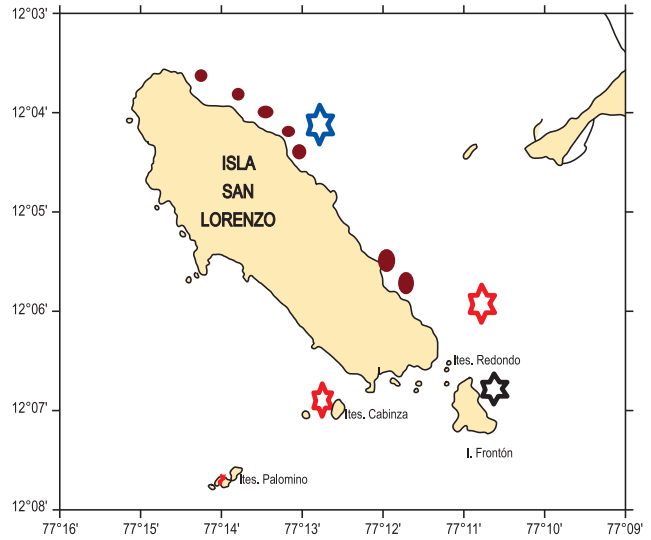 12°03'
12°04'
ISLA
SAN
LORENZO
12°05'
12°06'
Ites. Redondo
12°07'
Ites. Cabinza
I. Frontón
Ites. Palomino
12°08'
77°16' 77°15' 77°14' 77°13' 77°12' 77°11' 77°10' 77°09'